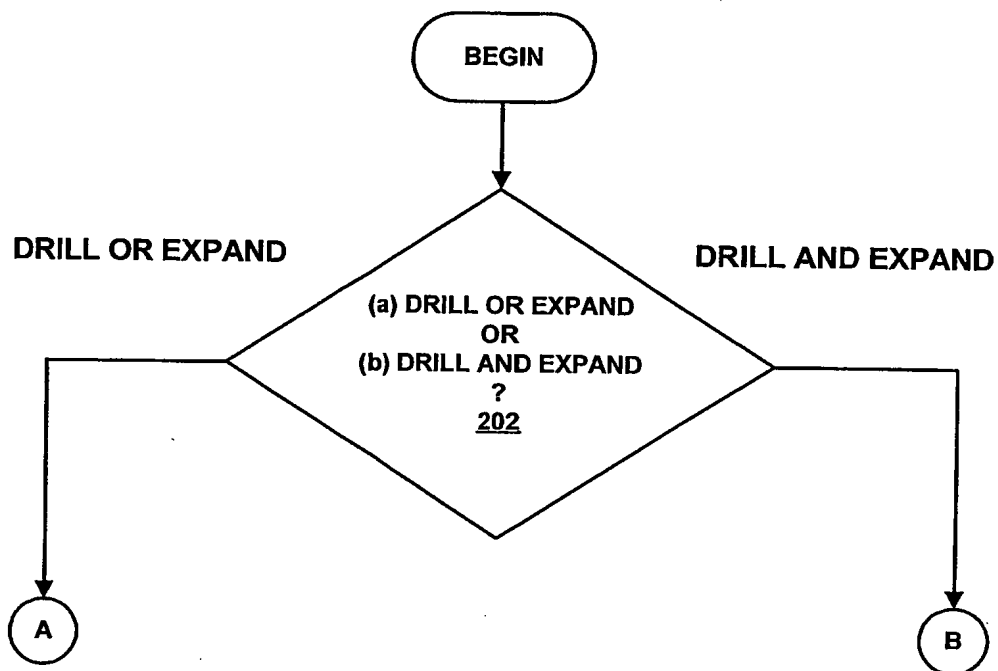 BEGIN
DRILL OR EXPAND
DRILL AND EXPAND
(a) DRILL OR EXPAND
OR
(b) DRILL AND EXPAND
?
202
A
B